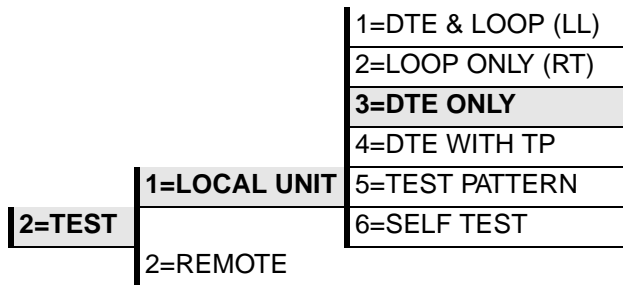 1=DTE & LOOP (LL)
2=LOOP ONLY (RT)
3=DTE ONLY
4=DTE WITH TP
1=LOCAL UNIT 5=TEST PATTERN
2=TEST 6=SELF TEST
2=REMOTE